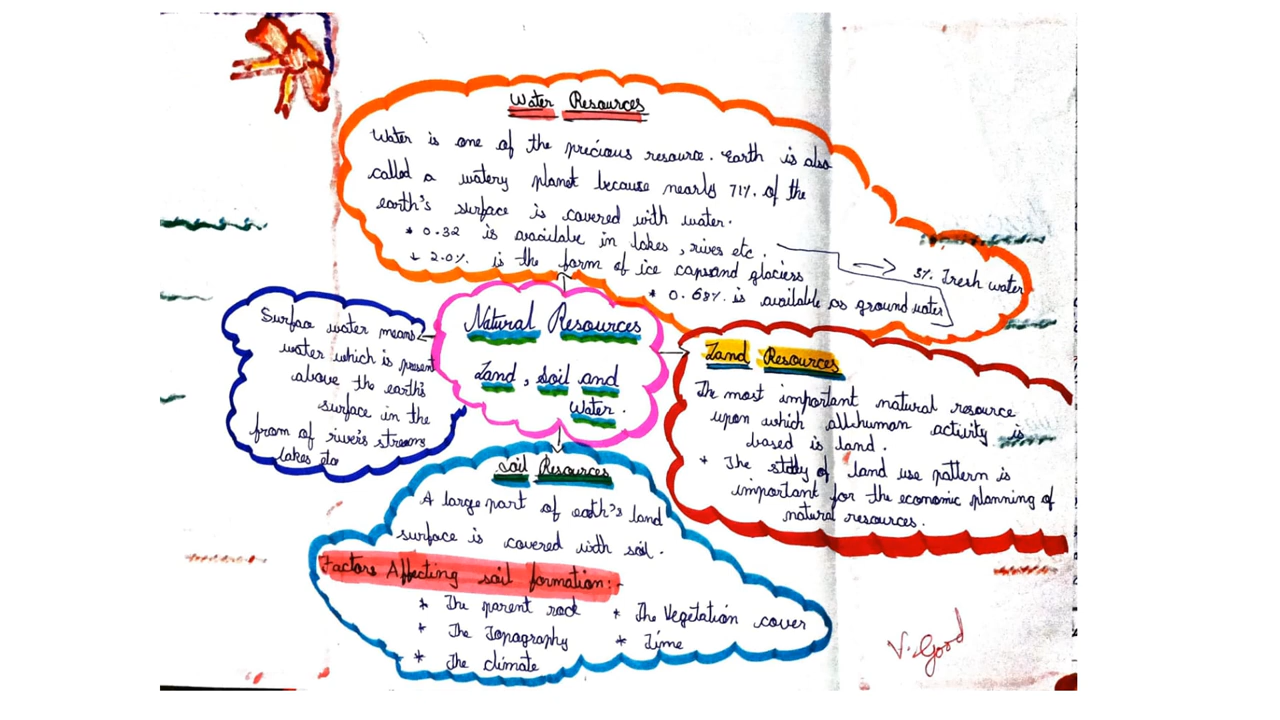 Water Resources
Water is one of the precious resource. Earth is also
called a watery planet because nearly 71%. of the
earth's surface is covered with water.
* 0.32 is available in lakes, rives etc.
* 2.0%. is the form of ice capsand glaciers
3%. Fresh water
* 0.68%. is available as ground water
Natural Resources
Land, Soil and
Water.
Surface water means
water which is present
above the earth's
surface in the
from of river's streams
lakes etc
Land Resources
The most important natural resource
upon which all human activity is
based is land.
* The study of land use pattern is
important for the economic planning of
natural resources.
Soil Resources
A large part of earth's land
surface is covered with soil.
Factors Affecting soil formation:-
* The parent rock
* The Vegetation cover
* The Topography
* Time
* The climate
V. Good